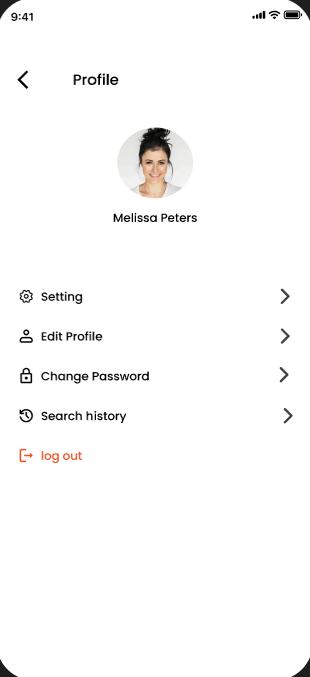 9:41
Profile
Melissa Peters
Setting
Edit Profile
Change Password
Search history
log out